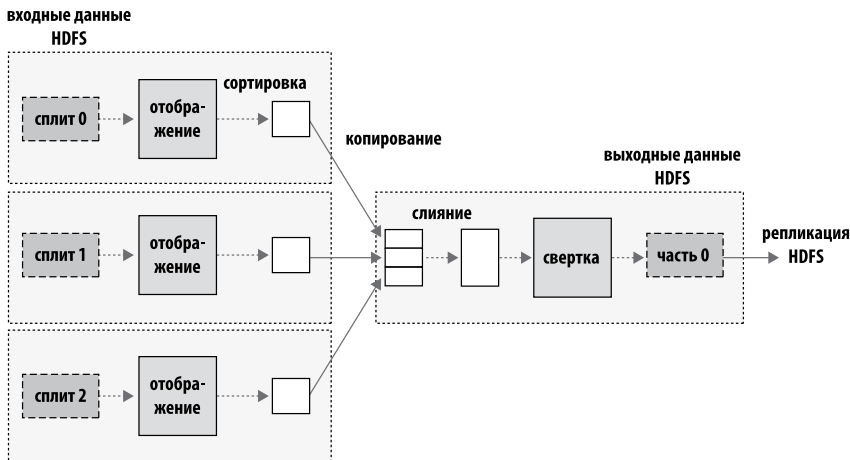 входные данные
HDFS
сплит 0
отобра-
жение
сортировка
копирование
сплит 1
отобра-
жение
сплит 2
отобра-
жение
выходные данные
HDFS
слияние
свертка
часть 0
репликация
HDFS